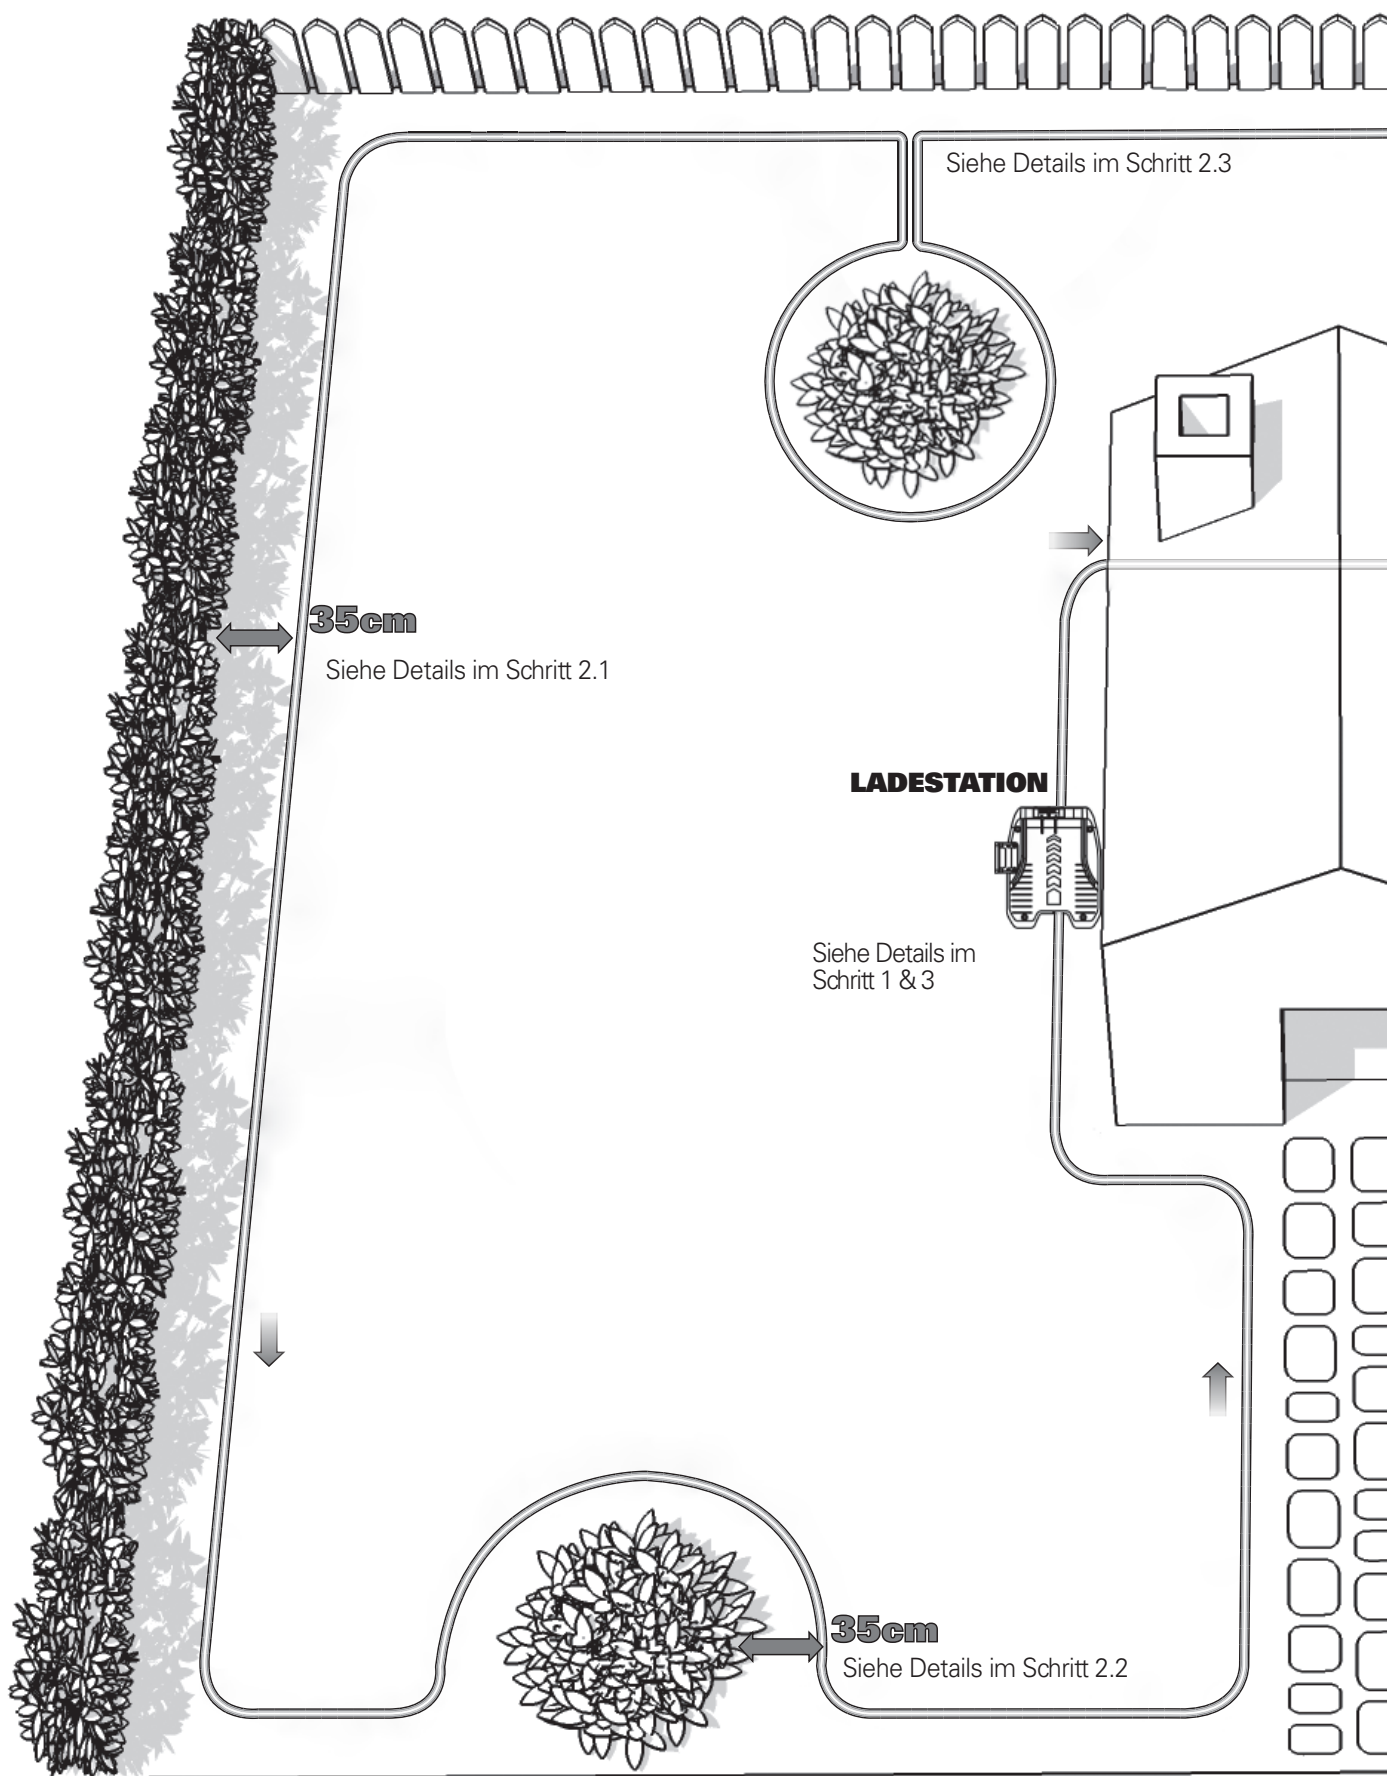 Siehe Details im Schritt 2.3
35cm
Siehe Details im Schritt 2.1
LADESTATION
Siehe Details im
Schritt 1 & 3
35cm
Siehe Details im Schritt 2.2